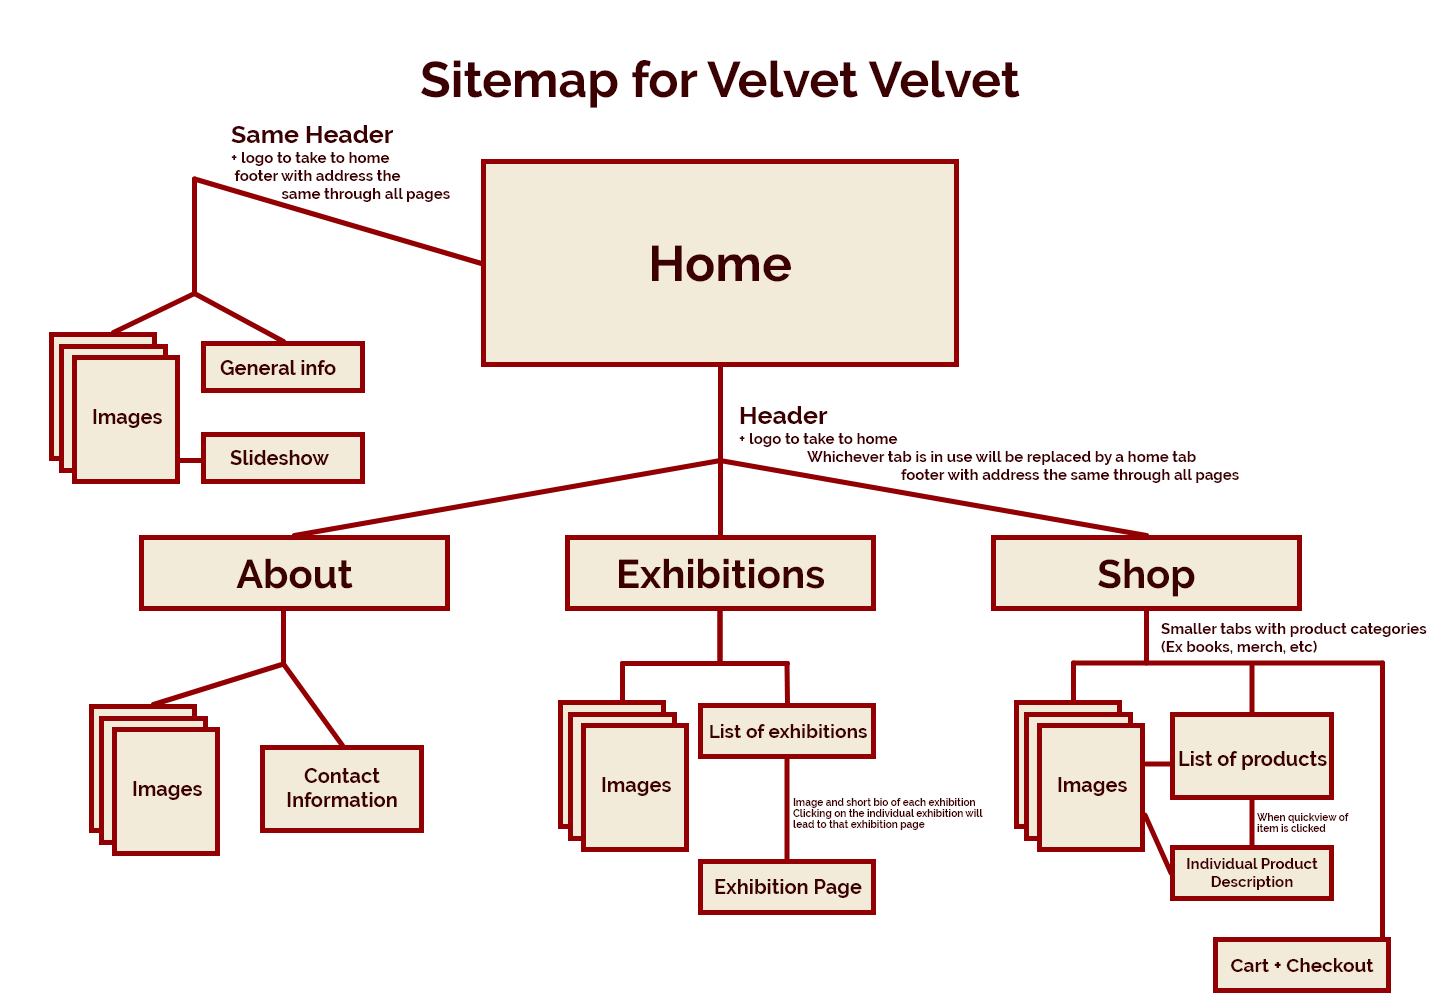 Sitemap for Velvet Velvet
Same Header
+ logo to take to home
footer with address the
same through all pages
Home
General info
Images
Slideshow
Header
+ logo to take to home
Whichever tab is in use will be replaced by a home tab
footer with address the same through all pages
About
Exhibitions
Shop
Smaller tabs with product categories
(Ex books, merch, etc)
Images
Contact
Information
Images
List of exhibitions
Image and short bio of each exhibition
Clicking on the individual exhibition will
lead to that exhibition page
Exhibition Page
Images
List of products
When quickview of
item is clicked
Individual Product
Description
Cart + Checkout